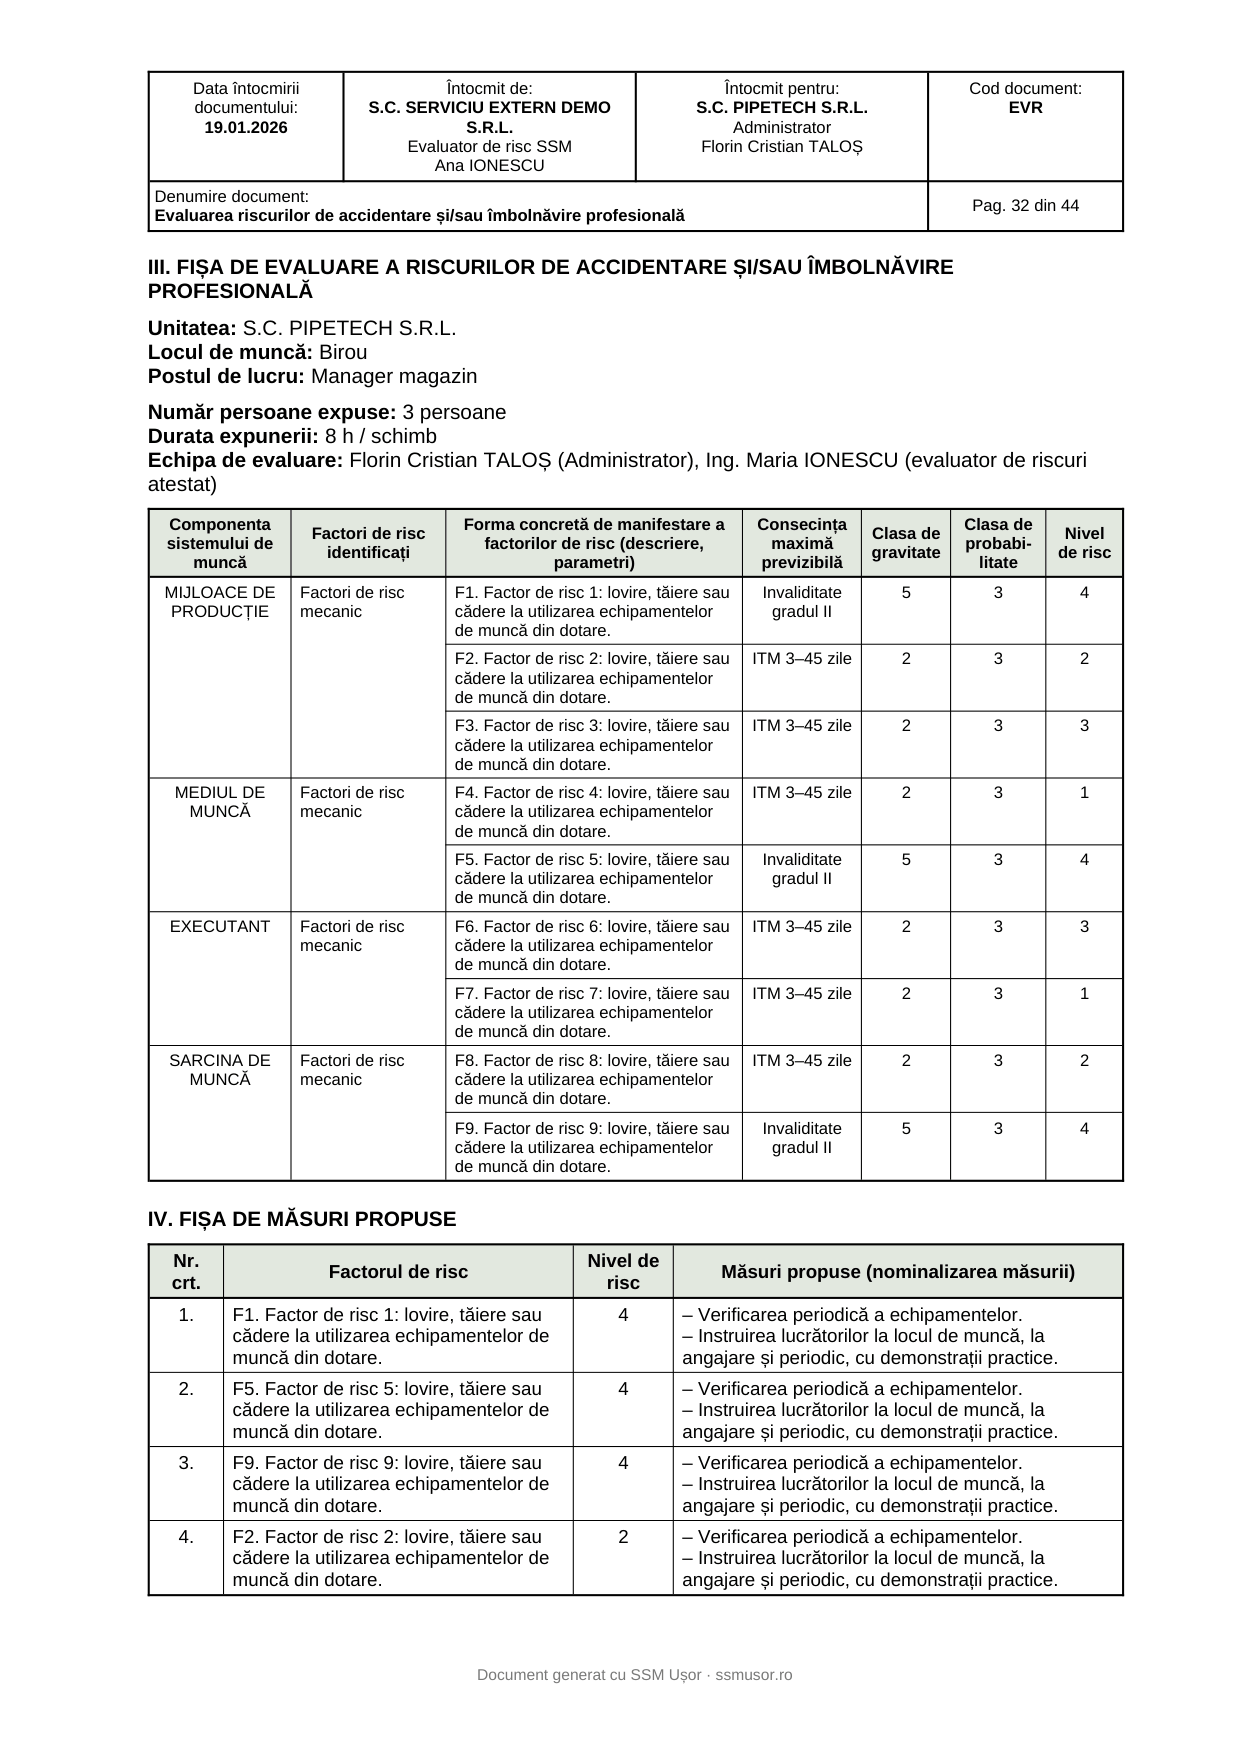 Data întocmirii
documentului:
19.01.2026
Întocmit de:
S.C. SERVICIU EXTERN DEMO
S.R.L.
Evaluator de risc SSM
Ana IONESCU
Întocmit pentru:
S.C. PIPETECH S.R.L.
Administrator
Florin Cristian TALOȘ
Cod document:
EVR
Denumire document:
Evaluarea riscurilor de accidentare și/sau îmbolnăvire profesională
Pag. 32 din 44
III. FIȘA DE EVALUARE A RISCURILOR DE ACCIDENTARE ȘI/SAU ÎMBOLNĂVIRE
PROFESIONALĂ
Unitatea: S.C. PIPETECH S.R.L.
Locul de muncă: Birou
Postul de lucru: Manager magazin
Număr persoane expuse: 3 persoane
Durata expunerii: 8 h / schimb
Echipa de evaluare: Florin Cristian TALOȘ (Administrator), Ing. Maria IONESCU (evaluator de riscuri
atestat)
Componenta
sistemului de
muncă
Factori de risc
identificați
Forma concretă de manifestare a
factorilor de risc (descriere,
parametri)
Consecința
maximă
previzibilă
Clasa de
gravitate
Clasa de
probabi-
litate
Nivel
de risc
MIJLOACE DE
PRODUCȚIE
Factori de risc
mecanic
F1. Factor de risc 1: lovire, tăiere sau
cădere la utilizarea echipamentelor
de muncă din dotare.
Invaliditate
gradul II
5
3
4
F2. Factor de risc 2: lovire, tăiere sau
cădere la utilizarea echipamentelor
de muncă din dotare.
ITM 3–45 zile
2
3
2
F3. Factor de risc 3: lovire, tăiere sau
cădere la utilizarea echipamentelor
de muncă din dotare.
ITM 3–45 zile
2
3
3
MEDIUL DE
MUNCĂ
Factori de risc
mecanic
F4. Factor de risc 4: lovire, tăiere sau
cădere la utilizarea echipamentelor
de muncă din dotare.
ITM 3–45 zile
2
3
1
F5. Factor de risc 5: lovire, tăiere sau
cădere la utilizarea echipamentelor
de muncă din dotare.
Invaliditate
gradul II
5
3
4
EXECUTANT
Factori de risc
mecanic
F6. Factor de risc 6: lovire, tăiere sau
cădere la utilizarea echipamentelor
de muncă din dotare.
ITM 3–45 zile
2
3
3
F7. Factor de risc 7: lovire, tăiere sau
cădere la utilizarea echipamentelor
de muncă din dotare.
ITM 3–45 zile
2
3
1
SARCINA DE
MUNCĂ
Factori de risc
mecanic
F8. Factor de risc 8: lovire, tăiere sau
cădere la utilizarea echipamentelor
de muncă din dotare.
ITM 3–45 zile
2
3
2
F9. Factor de risc 9: lovire, tăiere sau
cădere la utilizarea echipamentelor
de muncă din dotare.
Invaliditate
gradul II
5
3
4
IV. FIȘA DE MĂSURI PROPUSE
Nr.
crt.
Factorul de risc
Nivel de
risc
Măsuri propuse (nominalizarea măsurii)
1.
F1. Factor de risc 1: lovire, tăiere sau
cădere la utilizarea echipamentelor de
muncă din dotare.
4
– Verificarea periodică a echipamentelor.
– Instruirea lucrătorilor la locul de muncă, la
angajare și periodic, cu demonstrații practice.
2.
F5. Factor de risc 5: lovire, tăiere sau
cădere la utilizarea echipamentelor de
muncă din dotare.
4
– Verificarea periodică a echipamentelor.
– Instruirea lucrătorilor la locul de muncă, la
angajare și periodic, cu demonstrații practice.
3.
F9. Factor de risc 9: lovire, tăiere sau
cădere la utilizarea echipamentelor de
muncă din dotare.
4
– Verificarea periodică a echipamentelor.
– Instruirea lucrătorilor la locul de muncă, la
angajare și periodic, cu demonstrații practice.
4.
F2. Factor de risc 2: lovire, tăiere sau
cădere la utilizarea echipamentelor de
muncă din dotare.
2
– Verificarea periodică a echipamentelor.
– Instruirea lucrătorilor la locul de muncă, la
angajare și periodic, cu demonstrații practice.
Document generat cu SSM Ușor · ssmusor.ro